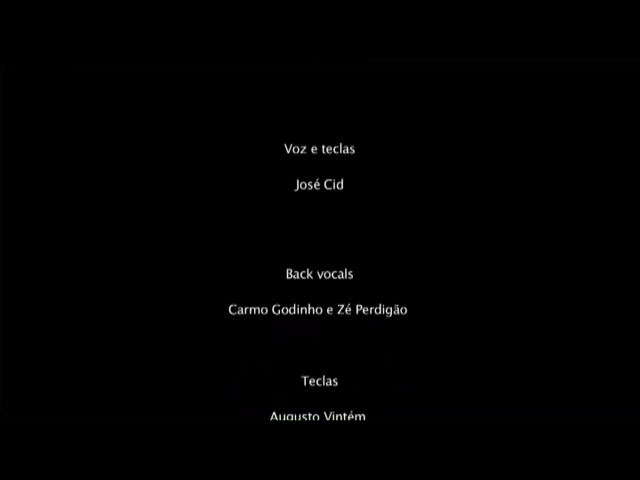 Voz e teclas
José Cid
Back vocals
Carmo Godinho e Zé Perdigão
Teclas
Augusto Vintém